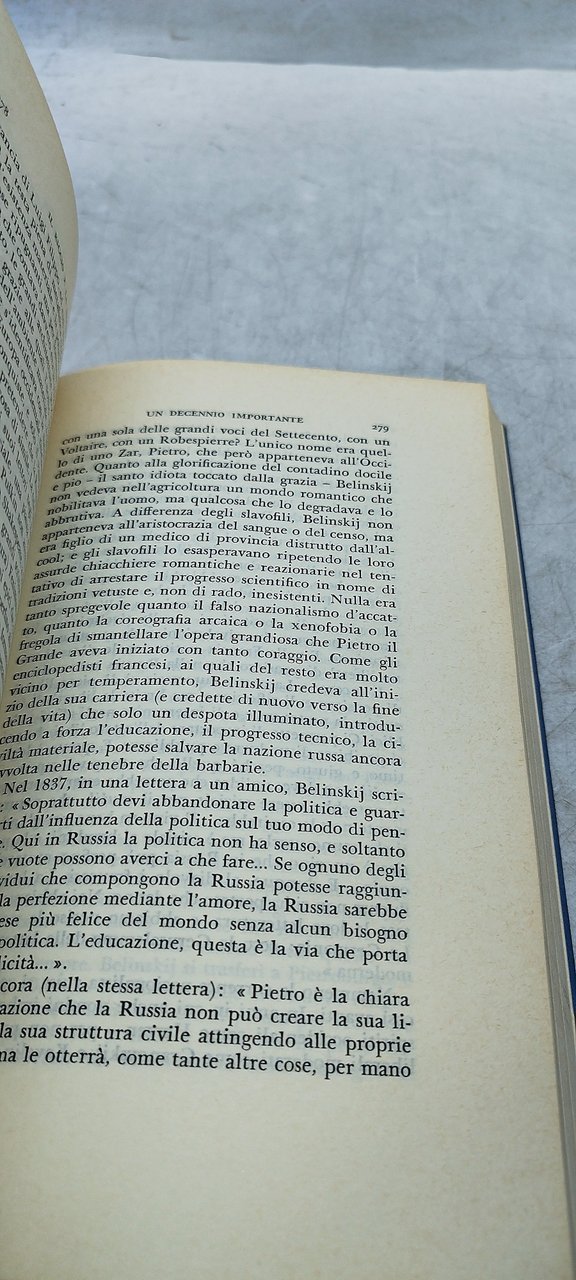 78
UN DECENNIO IMPORTANTE
279
con una sola delle grandi voci del Settecento, con un
Voltaire, con un Robespierre? L'unico nome era quel-
lo di uno Zar, Pietro, che però apparteneva all'Occi-
dente. Quanto alla glorificazione del contadino docile
e pio – il santo idiota toccato dalla grazia – Belinskij
non vedeva nell'agricoltura un mondo romantico che
nobilitava l'uomo, ma qualcosa che lo degradava e lo
abbrutiva. A differenza degli slavofili, Belinskij non
apparteneva all'aristocrazia del sangue o del censo, ma
era figlio di un medico di provincia distrutto dall'al-
cool; e gli slavofili lo esasperavano ripetendo le loro
assurde chiacchiere romantiche e reazionarie nel ten-
tativo di arrestare il progresso scientifico in nome di
tradizioni vetuste e, non di rado, inesistenti. Nulla era
tanto spregevole quanto il falso nazionalismo d'accat-
to, quanto la coreografia arcaica o la xenofobia o la
fregola di smantellare l'opera grandiosa che Pietro il
Grande aveva iniziato con tanto coraggio. Come gli
enciclopedisti francesi, ai quali del resto era molto
vicino per temperamento, Belinskij credeva all'ini-
zio della sua carriera (e credette di nuovo verso la fine
della vita) che solo un despota illuminato, introdu-
cendo a forza l'educazione, il progresso tecnico, la ci-
viltà materiale, potesse salvare la nazione russa ancora
vvolta nelle tenebre della barbarie.
Nel 1837, in una lettera a un amico, Belinskij scri-
: « Soprattutto devi abbandonare la politica e guar-
rti dall'influenza della politica sul tuo modo di pen-
e. Qui in Russia la politica non ha senso, e soltanto
e vuote possono averci a che fare... Se ognuno degli
vidui che compongono la Russia potesse raggiun-
la perfezione mediante l'amore, la Russia sarebbe
ese più felice del mondo senza alcun bisogno
politica. L'educazione, questa è la via che porta
licità... ».
cora (nella stessa lettera): « Pietro è la chiara
azione che la Russia non può creare la sua li-
la sua struttura civile attingendo alle proprie
ma le otterrà, come tante altre cose, per mano